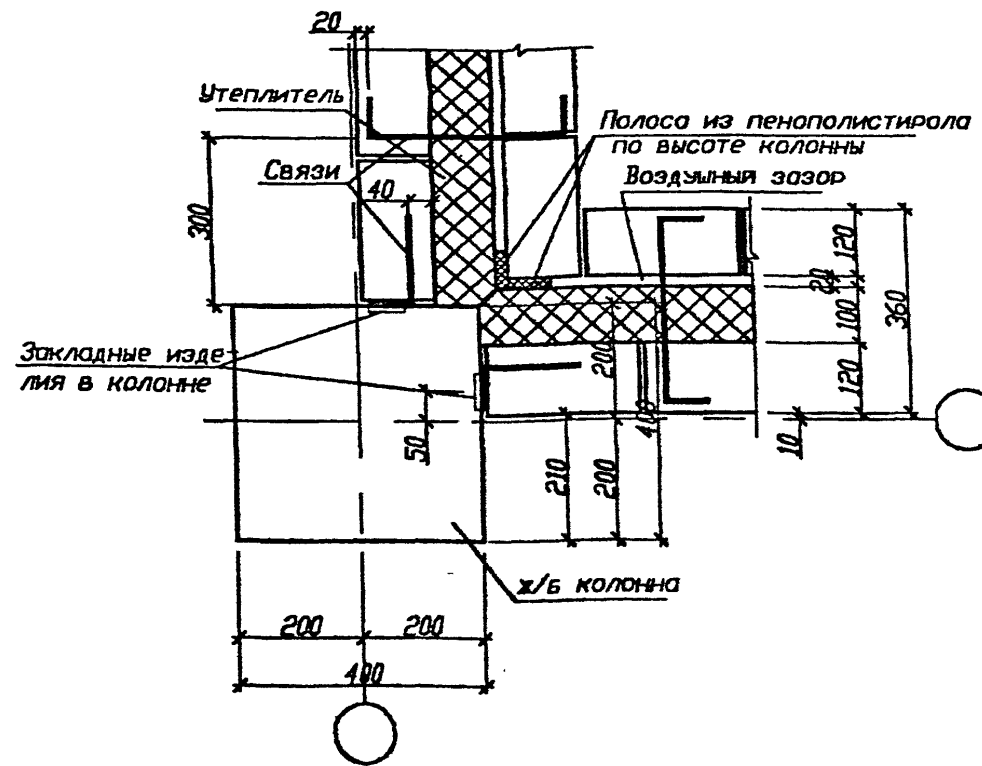 20
Утеплитель
Полоса из пенополистирола
по высоте колонны
Связи
40
Воздушный зазор
300
120
20
100
360
120
Закладные изде-
лия в колонне
200
408
50
210
200
10
ж/б колонна
200
200
400